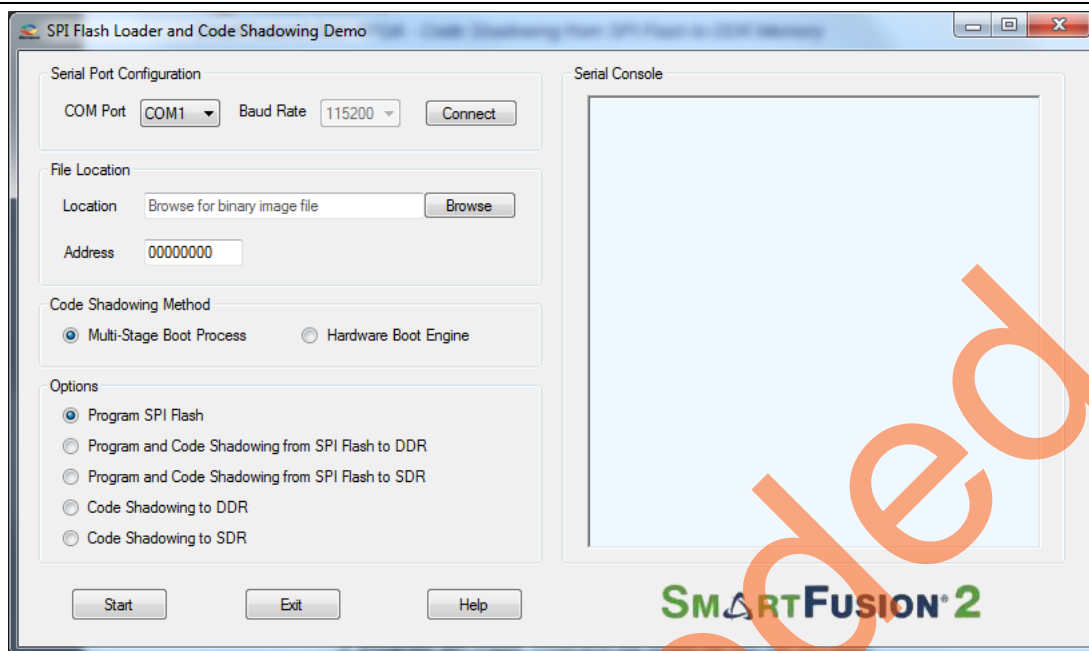 SPI Flash Loader and Code Shadowing Demo
Serial Port Configuration
COM Port COM1 Baud Rate 115200 Connect
File Location
Location Browse for binary image file Browse
Address 00000000
Code Shadowing Method
Multi-Stage Boot Process Hardware Boot Engine
Options
Program SPI Flash
Program and Code Shadowing from SPI Flash to DDR
Program and Code Shadowing from SPI Flash to SDR
Code Shadowing to DDR
Code Shadowing to SDR
Start Exit Help
Serial Console
SMARTFUSION® 2
ded